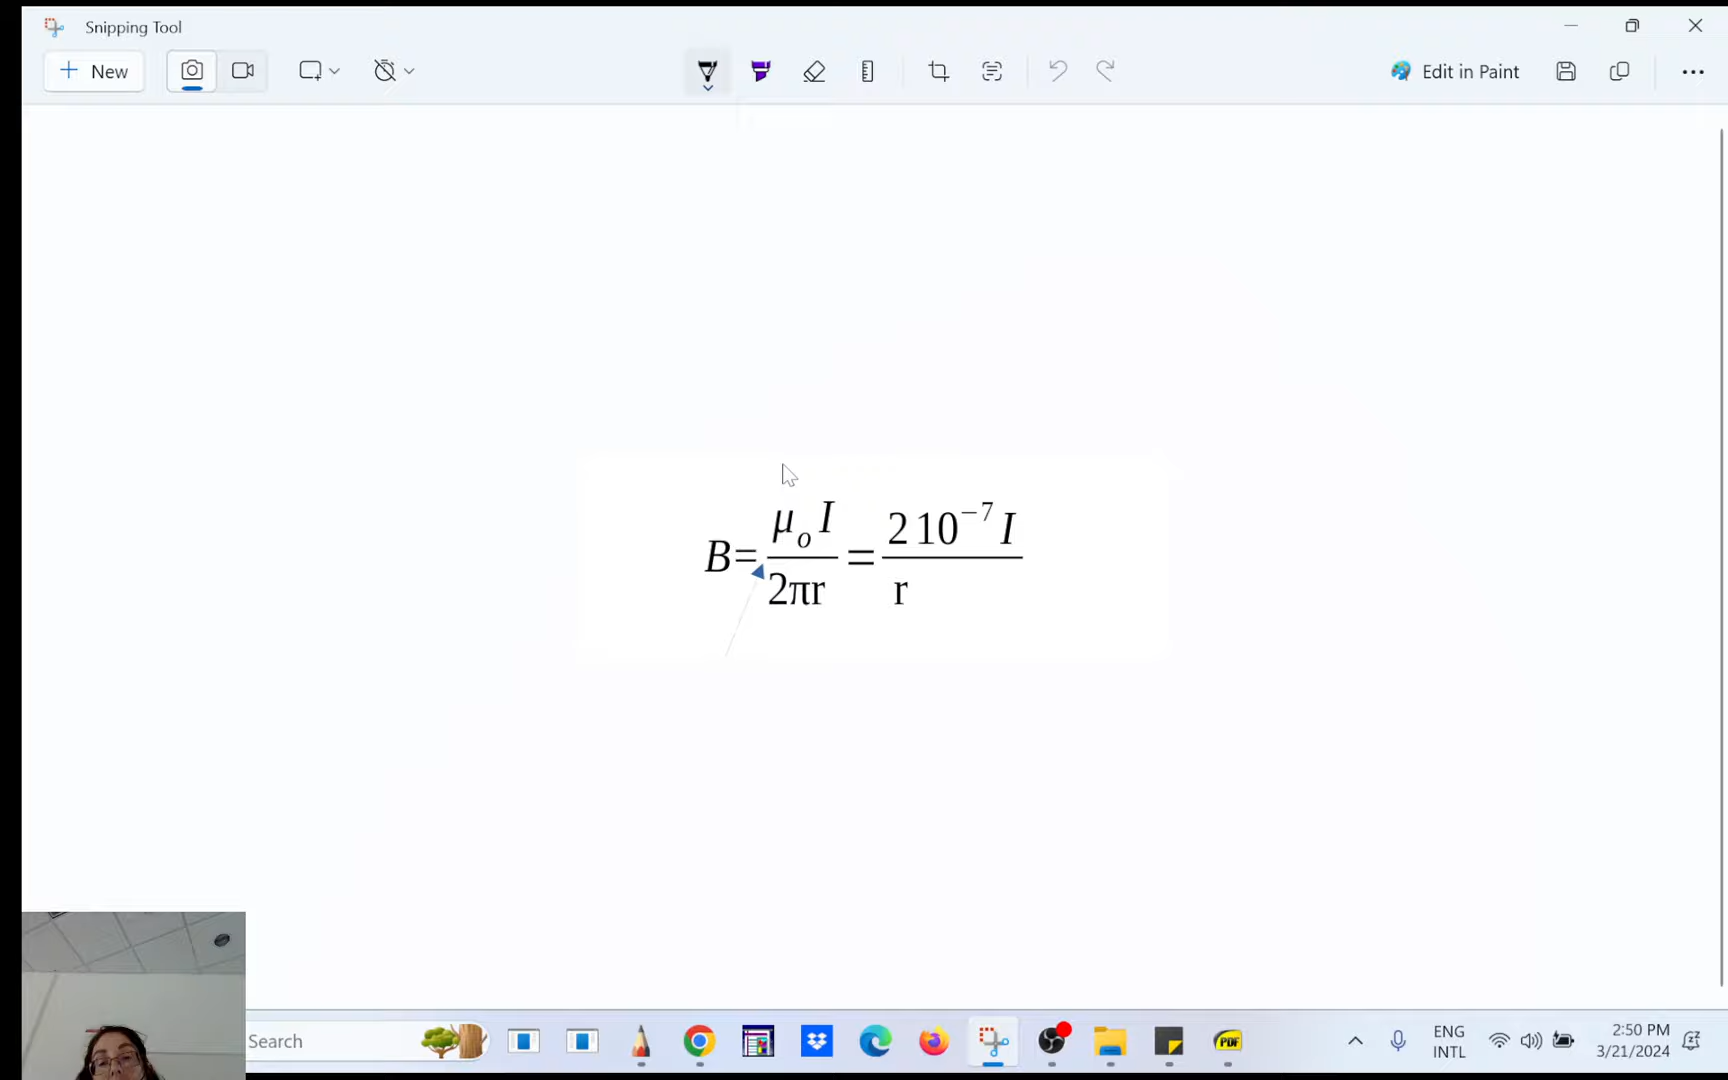 Snipping Tool
New
Edit in Paint
B = μₒ I / 2πr = 2 10⁻⁷ I / r
Search
PDF
ENG
INTL
2:50 PM
3/21/2024